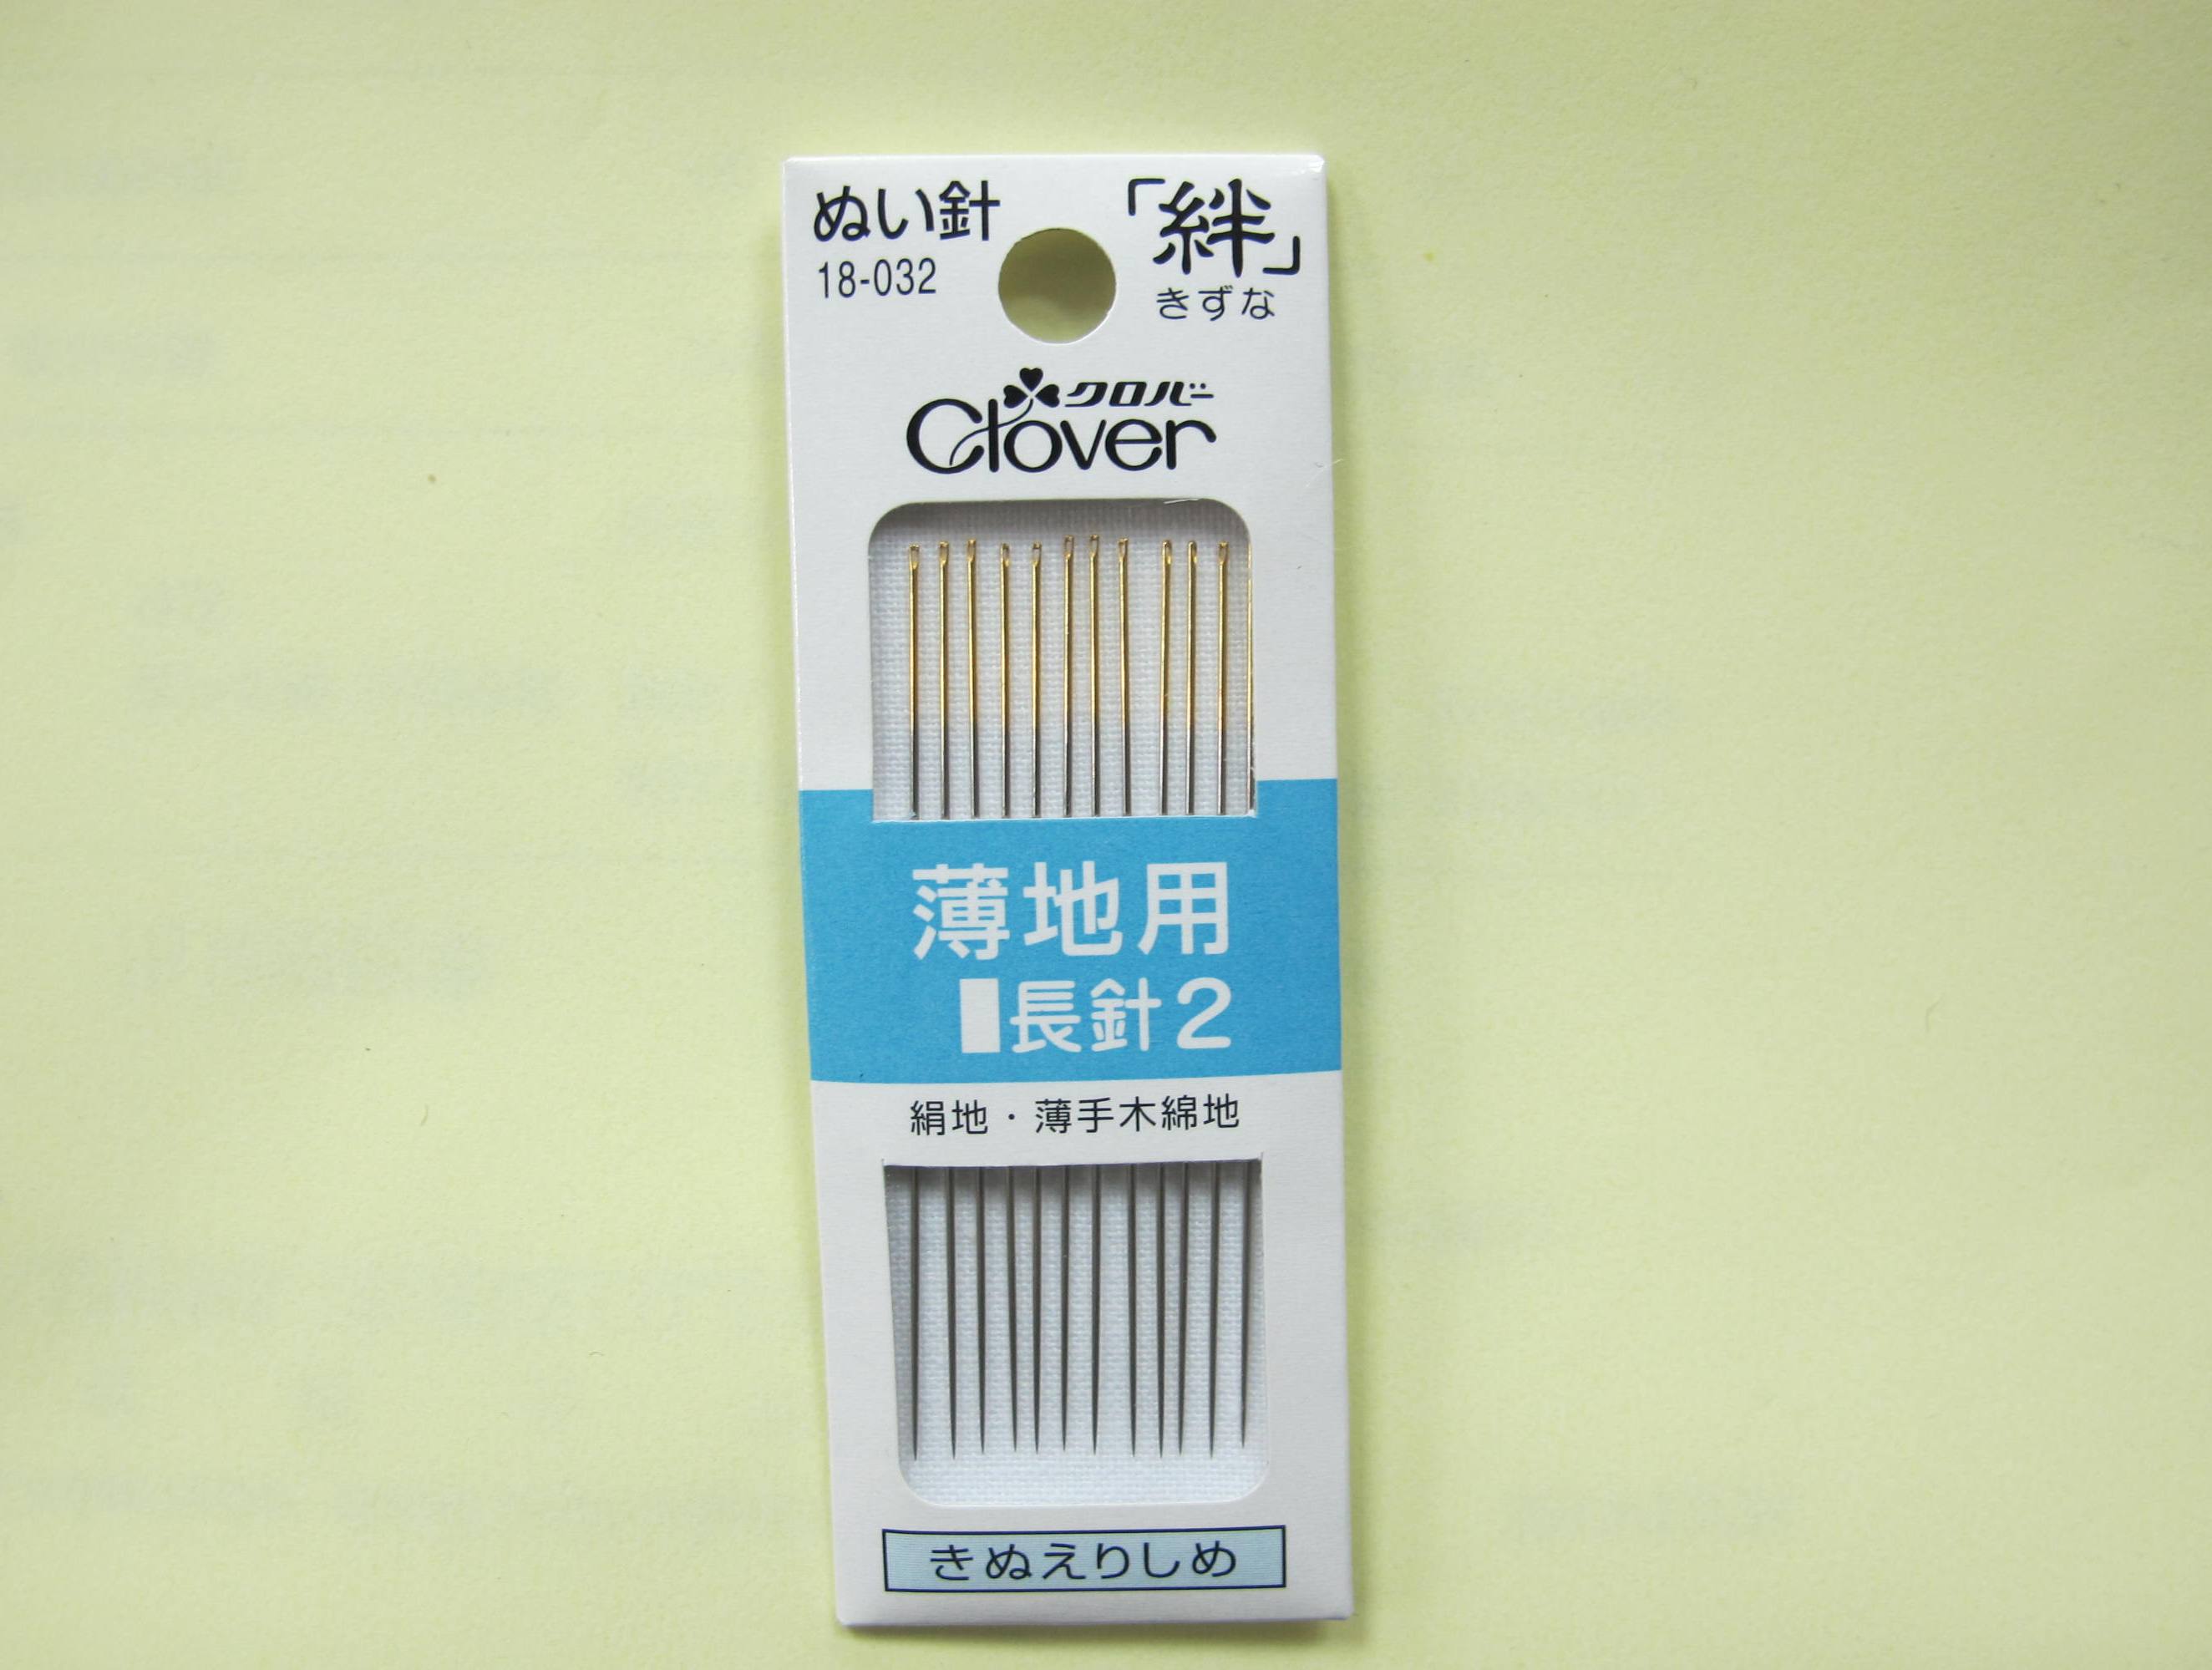 ぬい針
18-032
「絆」
きずな
クロバー
Clover
薄地用
長針2
絹地・薄手木綿地
きぬえりしめ